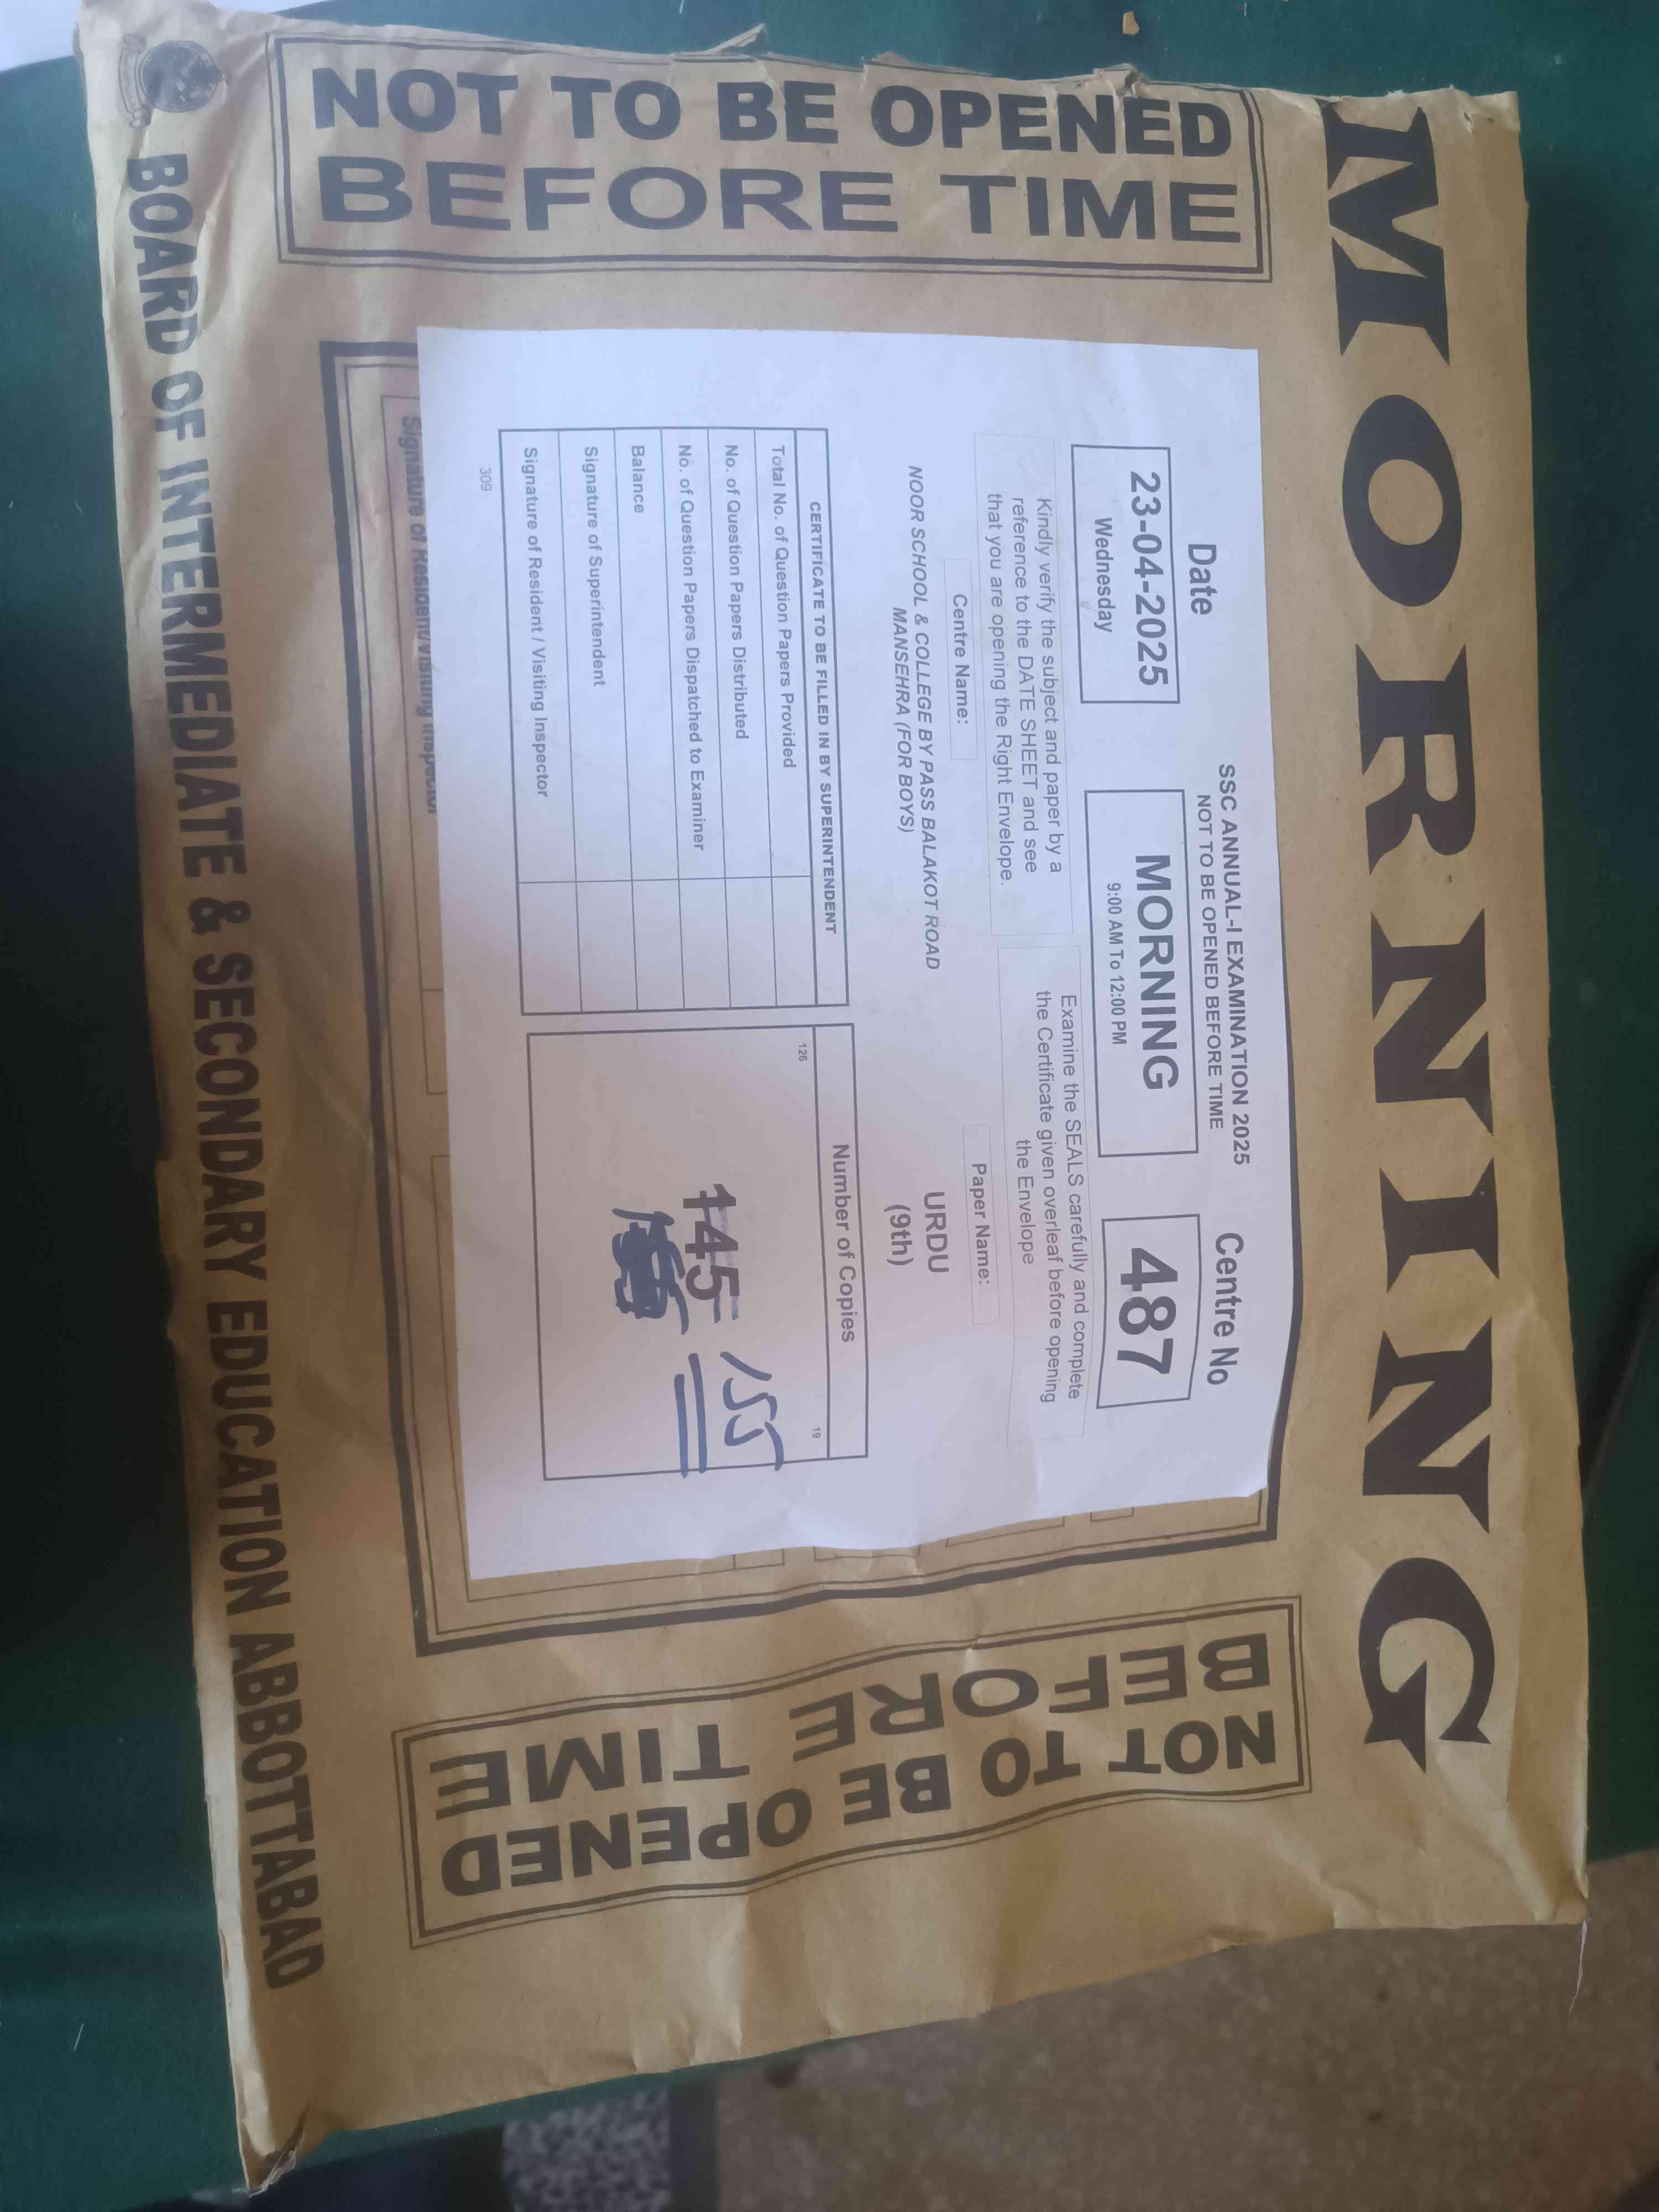 MORNING
NOT TO BE OPENED
BEFORE TIME
SSC ANNUAL-I EXAMINATION 2025
NOT TO BE OPENED BEFORE TIME
Date
23-04-2025
Wednesday
MORNING
9:00 AM To 12:00 PM
Centre No
487
Kindly verify the subject and paper by a
reference to the DATE SHEET and see
that you are opening the Right Envelope.
Examine the SEALS carefully and complete
the Certificate given overleaf before opening
the Envelope
Centre Name:
NOOR SCHOOL & COLLEGE BY PASS BALAKOT ROAD
MANSEHRA (FOR BOYS)
Paper Name:
URDU
(9th)
CERTIFICATE TO BE FILLED IN BY SUPERINTENDENT
Total No. of Question Papers Provided
No. of Question Papers Distributed
No. of Question Papers Dispatched to Examiner
Balance
Signature of Superintendent
Signature of Resident / Visiting Inspector
309
Number of Copies
126
19
145
155
Signature of Resident/Visiting Inspector
NOT TO BE OPENED
BEFORE TIME
BOARD OF INTERMEDIATE & SECONDARY EDUCATION ABBOTTABAD